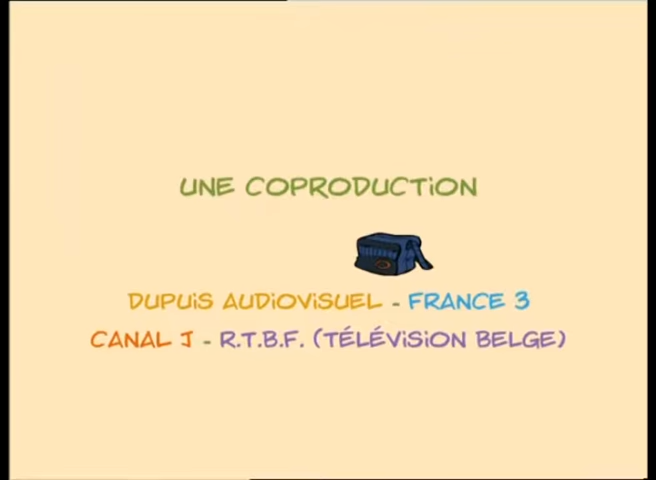 UNE COPRODUCTION
DUPUIS AUDIOVISUEL - FRANCE 3
CANAL J - R.T.B.F. (TÉLÉVISION BELGE)